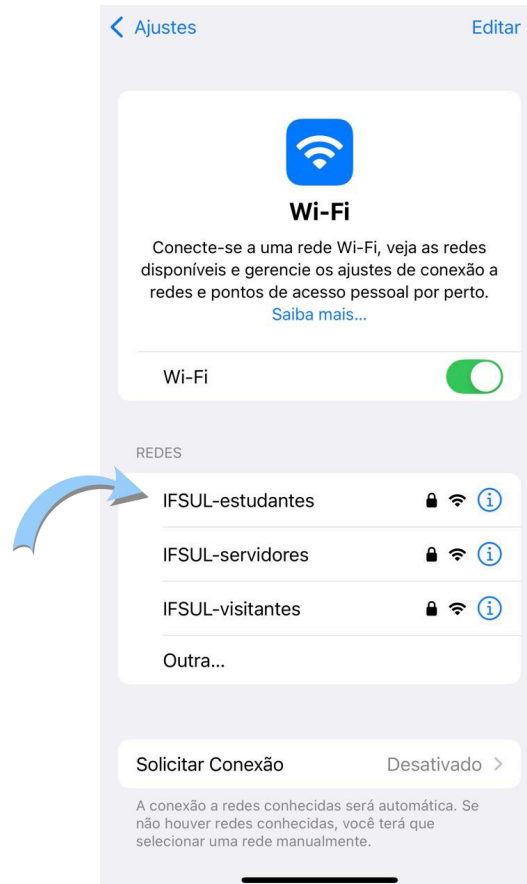 Ajustes Editar
Wi-Fi
Conecte-se a uma rede Wi-Fi, veja as redes
disponíveis e gerencie os ajustes de conexão a
redes e pontos de acesso pessoal por perto.
Saiba mais...
Wi-Fi
REDES
IFSUL-estudantes
IFSUL-servidores
IFSUL-visitantes
Outra...
Solicitar Conexão Desativado
A conexão a redes conhecidas será automática. Se
não houver redes conhecidas, você terá que
selecionar uma rede manualmente.